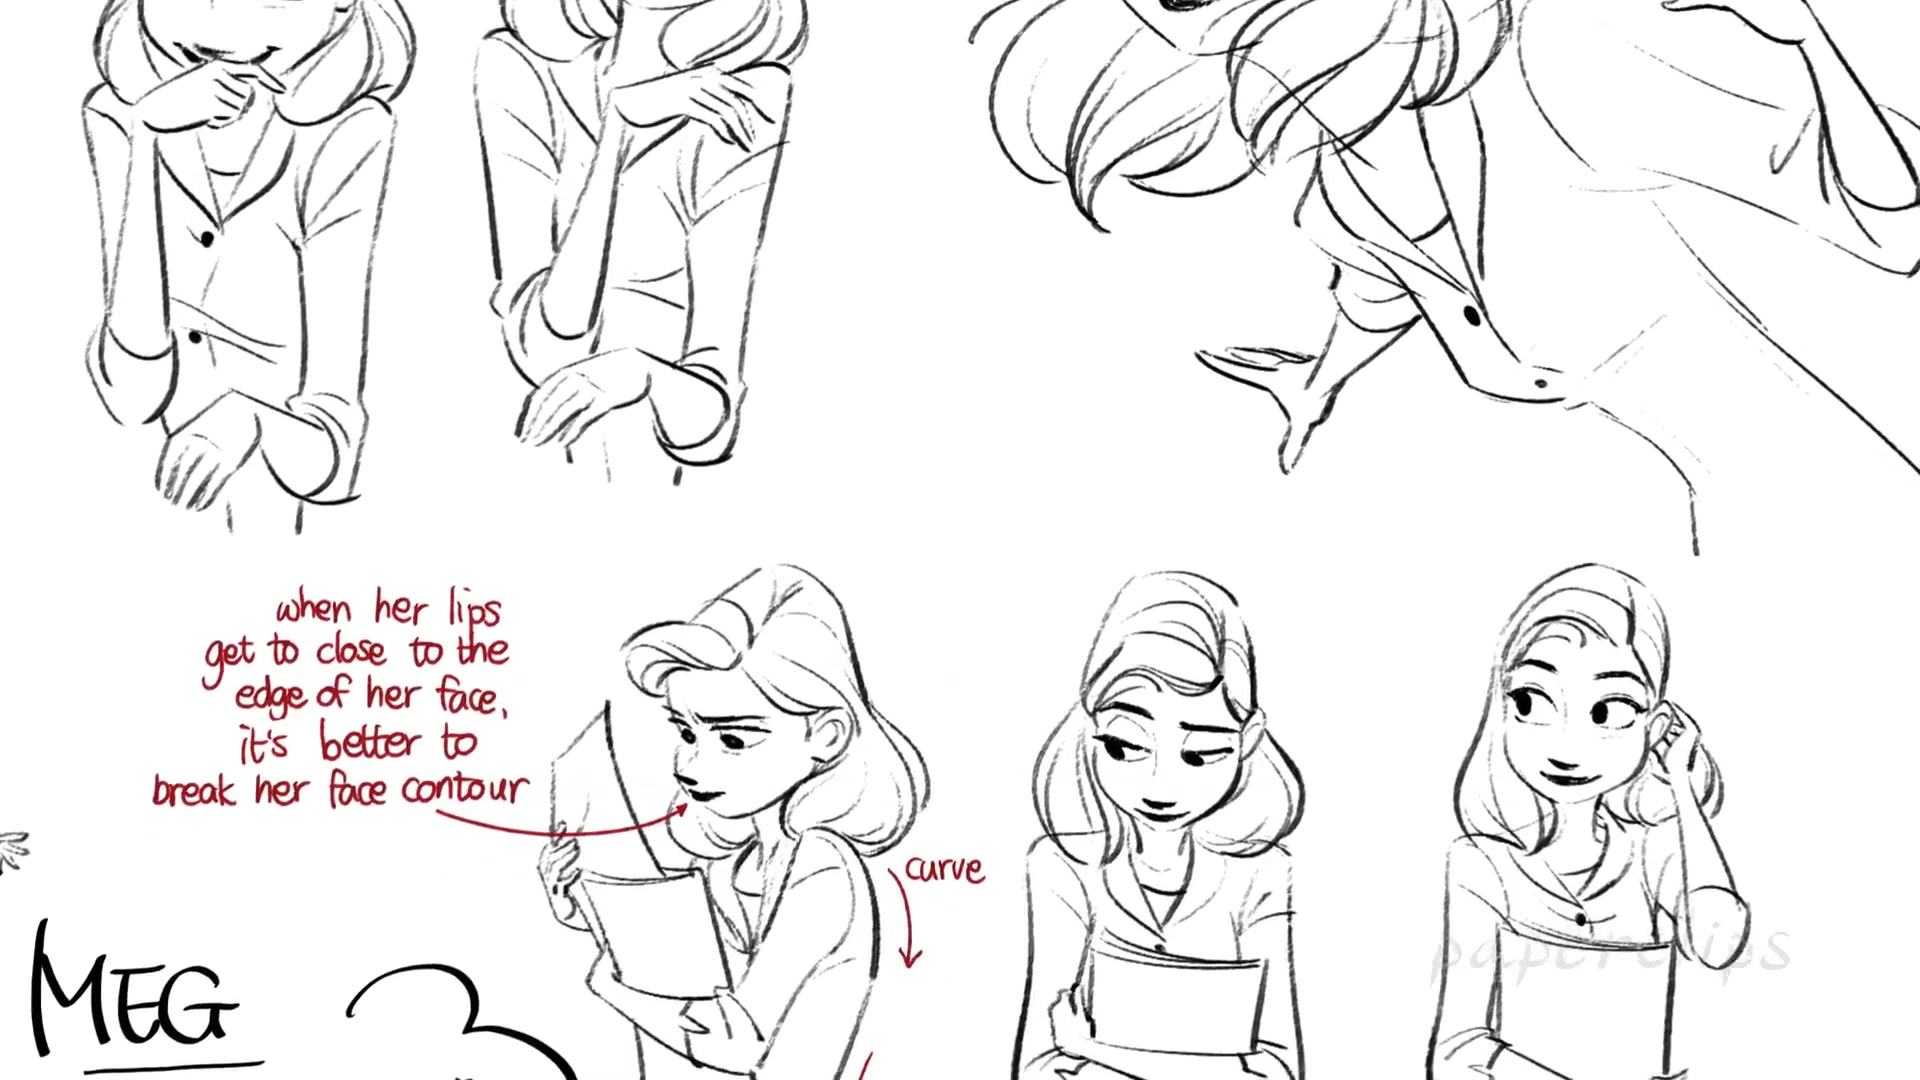 when her lips
get to close to the
edge of her face,
it's better to
break her face contour
curve
MEG
paperclips